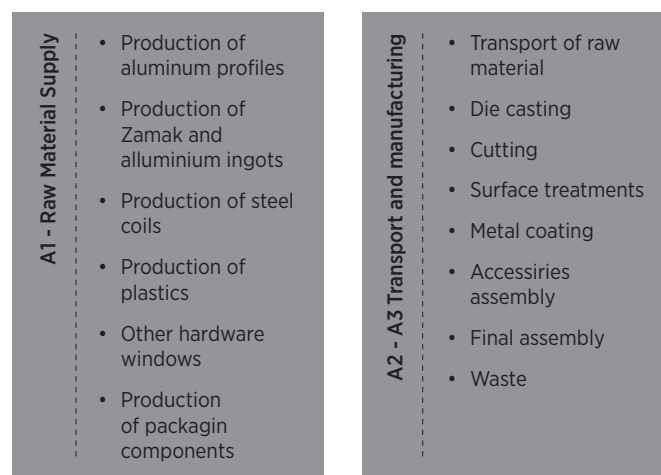 A1 - Raw Material Supply
• Production of
aluminum profiles
• Production of
Zamak and
alluminium ingots
• Production of steel
coils
• Production of
plastics
• Other hardware
windows
• Production
of packagin
components
A2 - A3 Transport and manufacturing
• Transport of raw
material
• Die casting
• Cutting
• Surface treatments
• Metal coating
• Accessiries
assembly
• Final assembly
• Waste